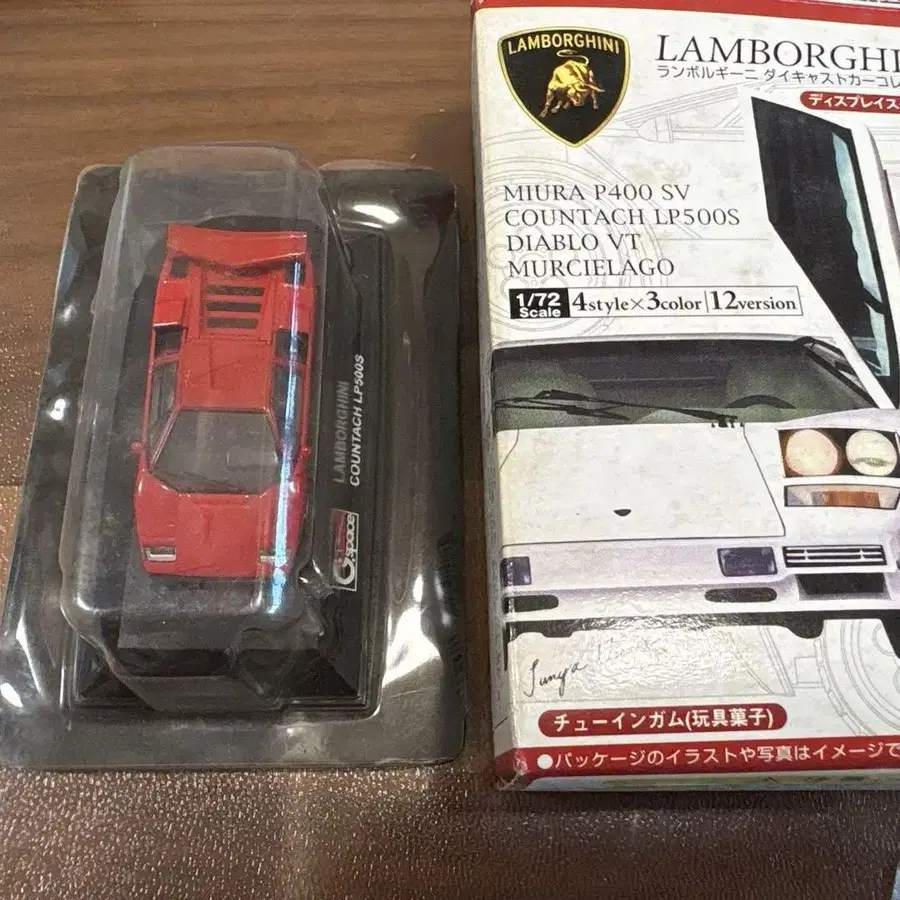 LAMBORGHINI
COUNTACH LP500S
G.space
LAMBORGHINI
LAMBORGHI
ランボルギーニ ダイキャストカーコレ
ディスプレイス
MIURA P400 SV
COUNTACH LP500S
DIABLO VT
MURCIELAGO
1/72 Scale 4style×3color 12version
チューインガム(玩具菓子)
●パッケージのイラストや写真はイメージで